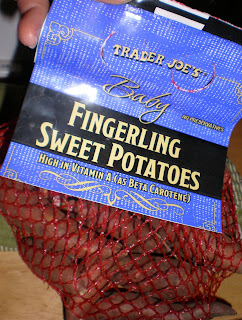 TRADER JOE'S
Baby
FINGERLING
SWEET POTATOES
HIGH IN VITAMIN A (AS BETA CAROTENE)